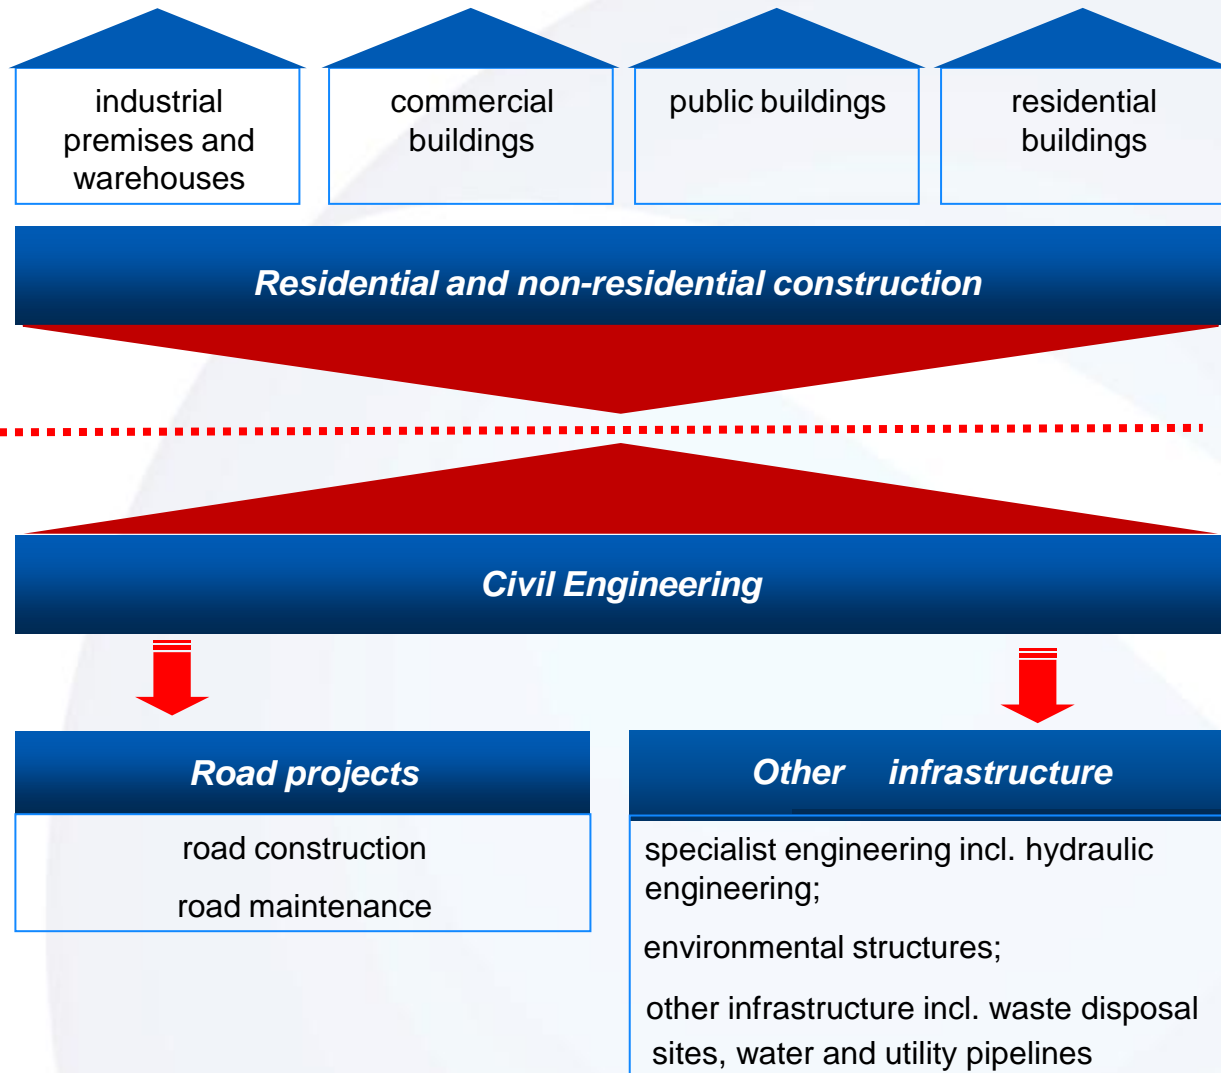 industrial
premises and
warehouses
commercial
buildings
public buildings
residential
buildings
Residential and non-residential construction
Civil Engineering
Road projects
road construction
road maintenance
Other infrastructure
specialist engineering incl. hydraulic
engineering;
environmental structures;
other infrastructure incl. waste disposal
sites, water and utility pipelines